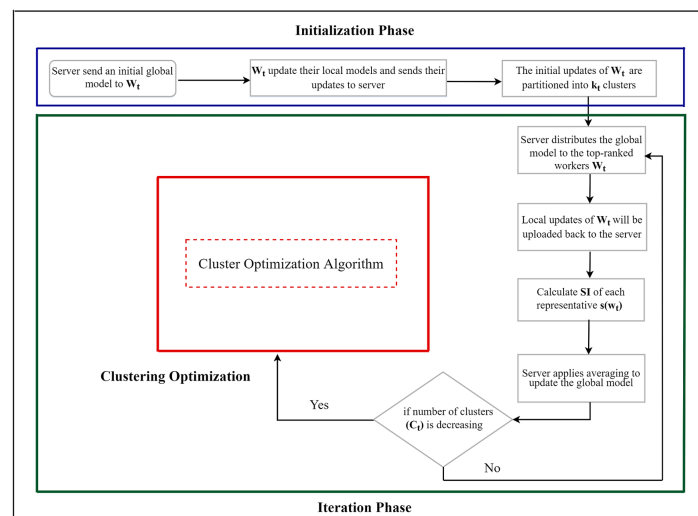 Initialization Phase
Server send an initial global
model to Wt
Wt update their local models and sends their
updates to server
The initial updates of Wt are
partitioned into kt clusters
Server distributes the global
model to the top-ranked
workers Wt
Local updates of Wt will be
uploaded back to the server
Calculate SI of each
representative s(wt)
Server applies averaging to
update the global model
if number of clusters
(Ct) is decreasing
Yes
No
Cluster Optimization Algorithm
Clustering Optimization
Iteration Phase